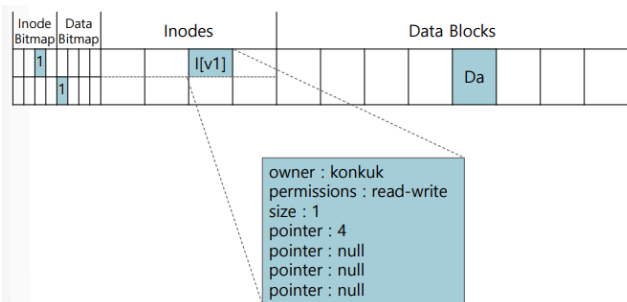 Inode Data
Bitmap Bitmap Inodes Data Blocks
1 I[v1]
1 Da
owner : konkuk
permissions : read-write
size : 1
pointer : 4
pointer : null
pointer : null
pointer : null